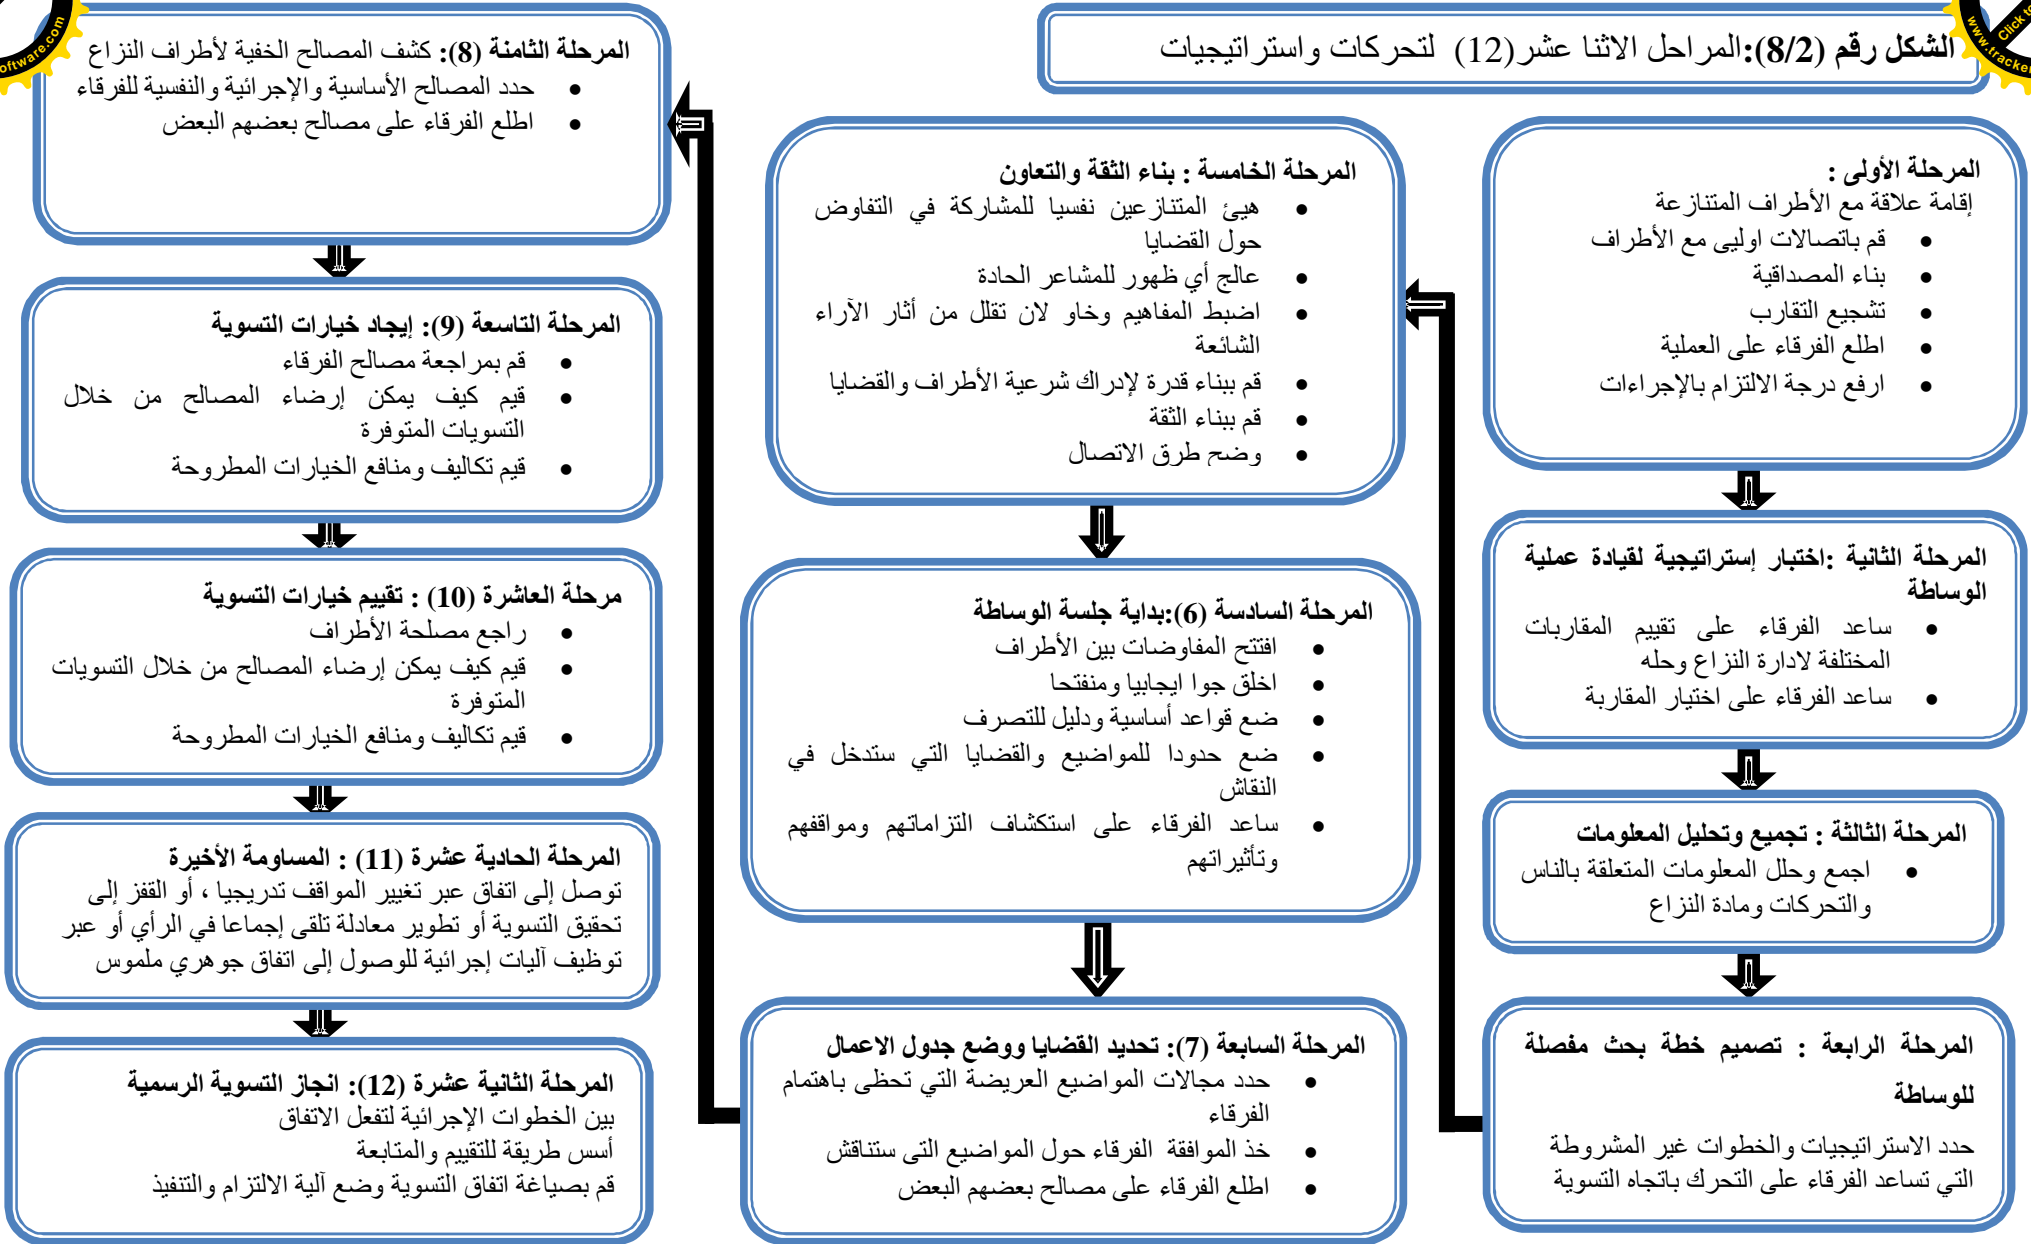 الشكل رقم (8/2):المراحل الاثنا عشر(12) لتحركات واستراتيجيات
المرحلة الأولى :
إقامة علاقة مع الأطراف المتنازعة
• قم باتصالات اوليى مع الأطراف
• بناء المصداقية
• تشجيع التقارب
• اطلع الفرقاء على العملية
• ارفع درجة الالتزام بالإجراءات
المرحلة الثانية :اختبار إستراتيجية لقيادة عملية
الوساطة
• ساعد الفرقاء على تقييم المقاربات
المختلفة لادارة النزاع وحله
• ساعد الفرقاء على اختيار المقاربة
المرحلة الثالثة : تجميع وتحليل المعلومات
• اجمع وحلل المعلومات المتعلقة بالناس
والتحركات ومادة النزاع
المرحلة الرابعة : تصميم خطة بحث مفصلة
للوساطة
حدد الاستراتيجيات والخطوات غير المشروطة
التي تساعد الفرقاء على التحرك باتجاه التسوية
المرحلة الخامسة : بناء الثقة والتعاون
• هيئ المتنازعين نفسيا للمشاركة في التفاوض
حول القضايا
• عالج أي ظهور للمشاعر الحادة
• اضبط المفاهيم وخاو لان تقلل من أثار الآراء
الشائعة
• قم ببناء قدرة لإدراك شرعية الأطراف والقضايا
• قم ببناء الثقة
• وضح طرق الاتصال
المرحلة السادسة (6):بداية جلسة الوساطة
• افتتح المفاوضات بين الأطراف
• اخلق جوا ايجابيا ومنفتحا
• ضع قواعد أساسية ودليل للتصرف
• ضع حدودا للمواضيع والقضايا التي ستدخل في
النقاش
• ساعد الفرقاء على استكشاف التزاماتهم ومواقفهم
وتأثيراتهم
المرحلة السابعة (7): تحديد القضايا ووضع جدول الاعمال
• حدد مجالات المواضيع العريضة التي تحظى باهتمام
الفرقاء
• خذ الموافقة الفرقاء حول المواضيع التى ستناقش
• اطلع الفرقاء على مصالح بعضهم البعض
المرحلة الثامنة (8): كشف المصالح الخفية لأطراف النزاع
• حدد المصالح الأساسية والإجرائية والنفسية للفرقاء
• اطلع الفرقاء على مصالح بعضهم البعض
المرحلة التاسعة (9): إيجاد خيارات التسوية
• قم بمراجعة مصالح الفرقاء
• قيم كيف يمكن إرضاء المصالح من خلال
التسويات المتوفرة
• قيم تكاليف ومنافع الخيارات المطروحة
مرحلة العاشرة (10) : تقييم خيارات التسوية
• راجع مصلحة الأطراف
• قيم كيف يمكن إرضاء المصالح من خلال التسويات
المتوفرة
• قيم تكاليف ومنافع الخيارات المطروحة
المرحلة الحادية عشرة (11) : المساومة الأخيرة
توصل إلى اتفاق عبر تغيير المواقف تدريجيا ، أو القفز إلى
تحقيق التسوية أو تطوير معادلة تلقى إجماعا في الرأي أو عبر
توظيف آليات إجرائية للوصول إلى اتفاق جوهري ملموس
المرحلة الثانية عشرة (12): انجاز التسوية الرسمية
بين الخطوات الإجرائية لتفعل الاتفاق
أسس طريقة للتقييم والمتابعة
قم بصياغة اتفاق التسوية وضع آلية الالتزام والتنفيذ